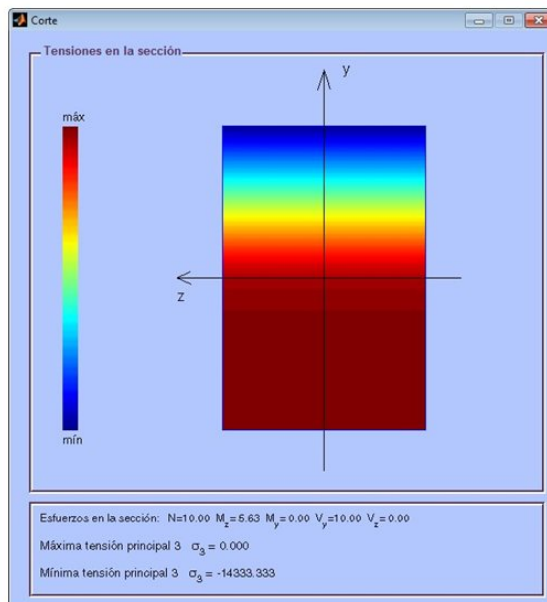 Corte
Tensiones en la sección
y
máx
z
mín
Esfuerzos en la sección: N=10.00 Mz=5.63 My=0.00 Vy=10.00 Vz=0.00
Máxima tensión principal 3 σ3 = 0.000
Mínima tensión principal 3 σ3 = -14333.333